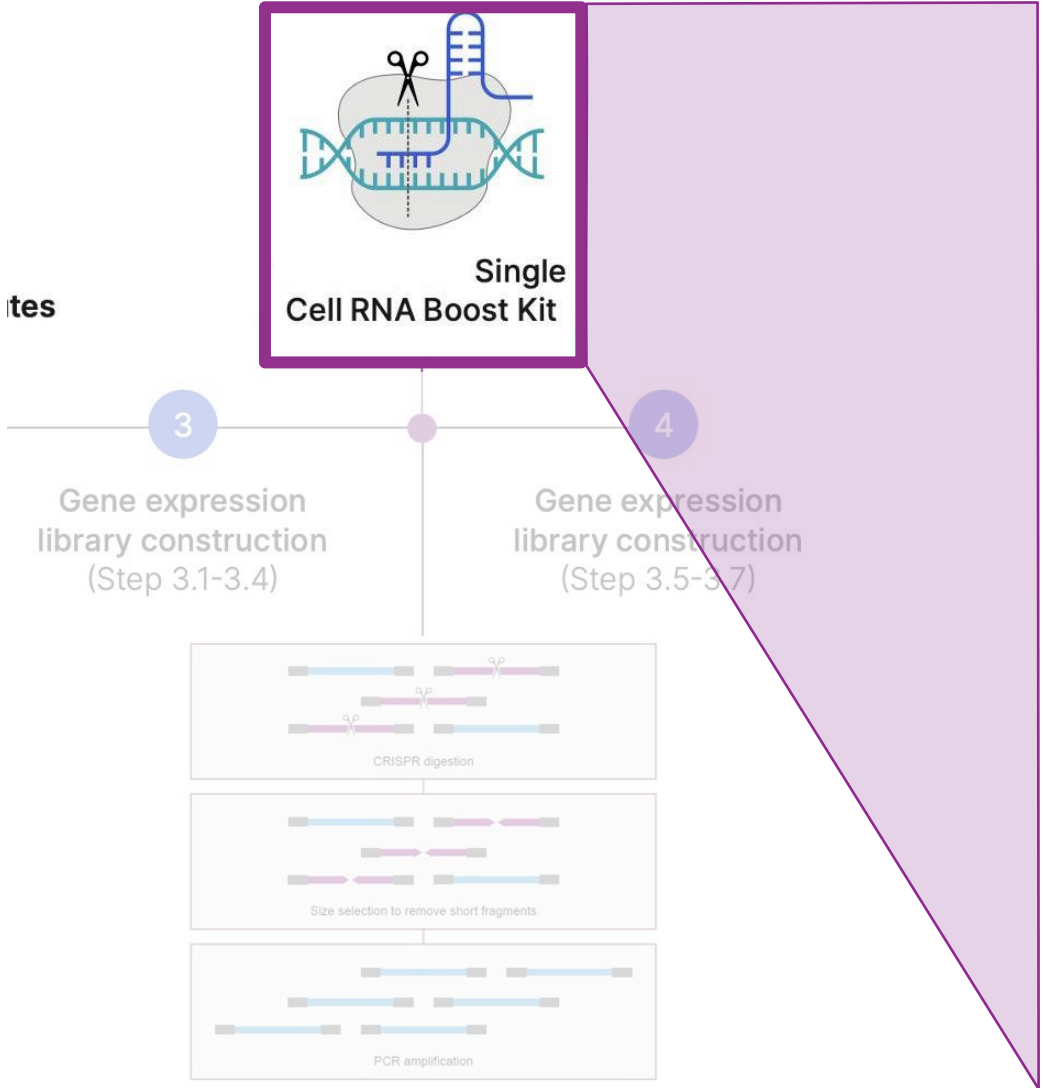 Single
Cell RNA Boost Kit
tes
3
4
Gene expression
library construction
(Step 3.1-3.4)
Gene expression
library construction
(Step 3.5-3.7)
CRISPR digestion
Size selection to remove short fragments
PCR amplification